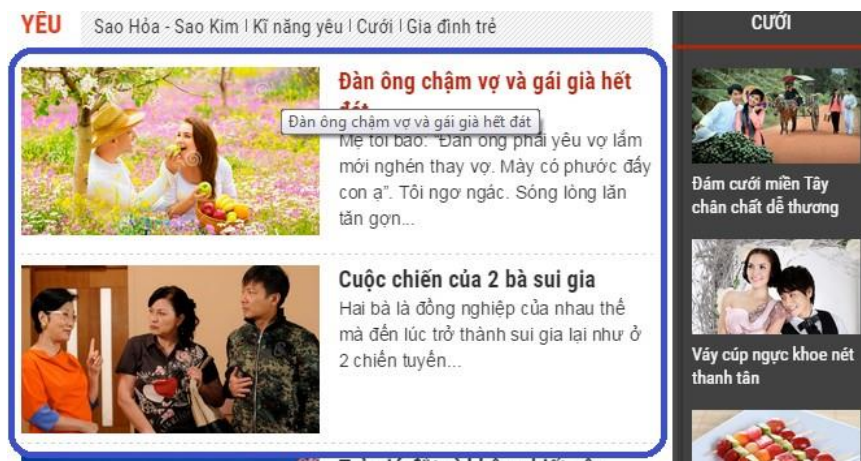 YÊU
Sao Hỏa - Sao Kim | Kĩ năng yêu | Cưới | Gia đình trẻ
Đàn ông chậm vợ và gái già hết
đát
Đàn ông chậm vợ và gái già hết đát
Mẹ tôi bảo: “Đàn ông phải yêu vợ lắm
mới nghén thay vợ. Mày có phước đấy
con ạ”. Tôi ngơ ngác. Sóng lòng lăn
tăn gợn...
Cuộc chiến của 2 bà sui gia
Hai bà là đồng nghiệp của nhau thế
mà đến lúc trở thành sui gia lại như ở
2 chiến tuyến...
CƯỚI
Đám cưới miền Tây
chân chất dễ thương
Váy cúp ngực khoe nét
thanh tân